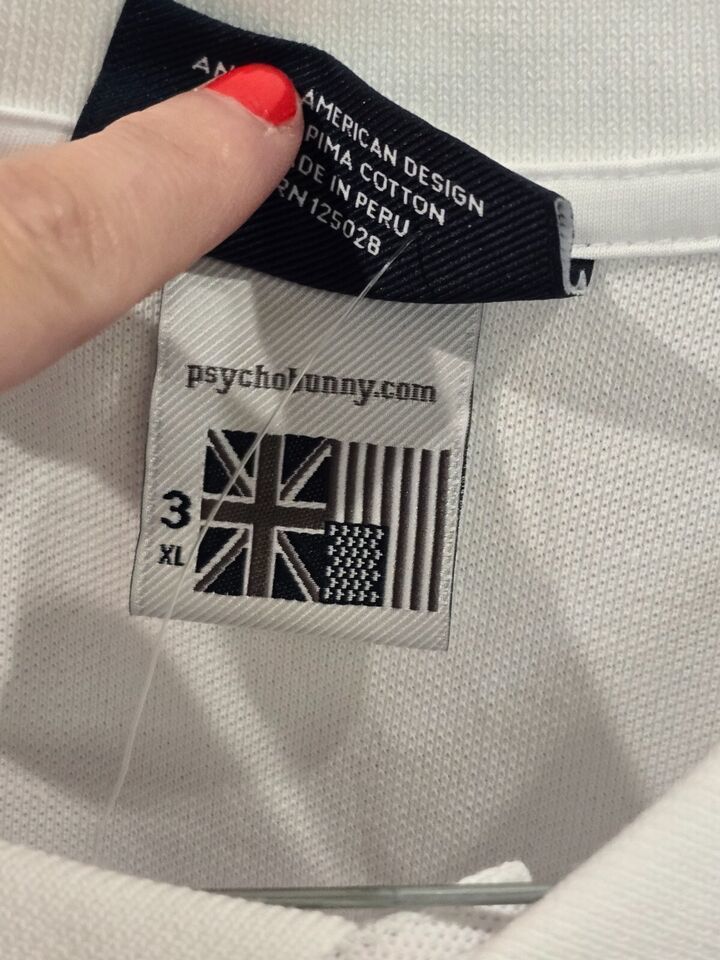 AMERICAN DESIGN
PIMA COTTON
DE IN PERU
RN 125028
psychobunny.com
3
XL